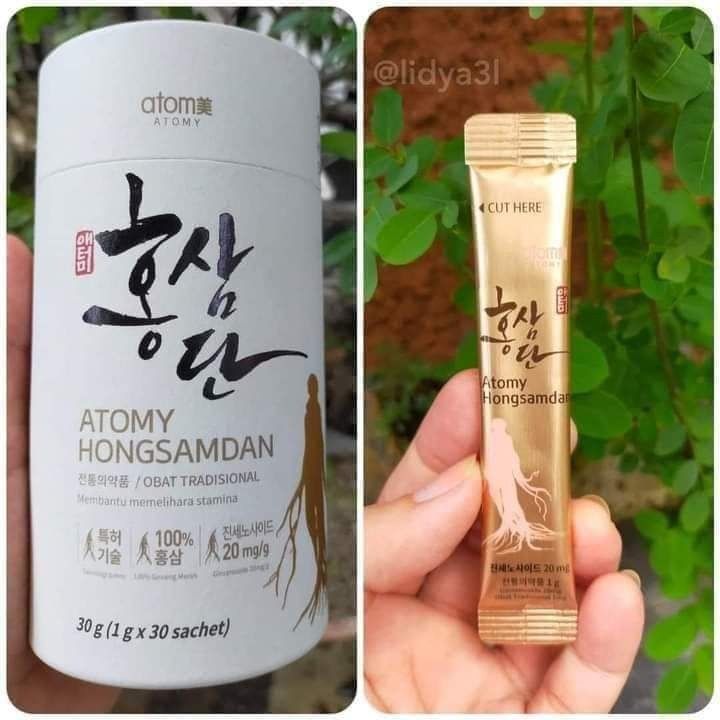 atom美
ATOMY
애터미
홍삼단
ATOMY
HONGSAMDAN
전통의약품 / OBAT TRADISIONAL
Membantu memelihara stamina
특허
기술
100%
홍삼
100% Ginseng Merah
진세노사이드
20 mg/g
Ginsenoside 20mg/g
30 g (1 g x 30 sachet)
@lidya3l
CUT HERE
atom美
ATOMY
애터미
홍삼단
Atomy
Hongsamdan
진세노사이드 20 mg
전통의약품 1 g